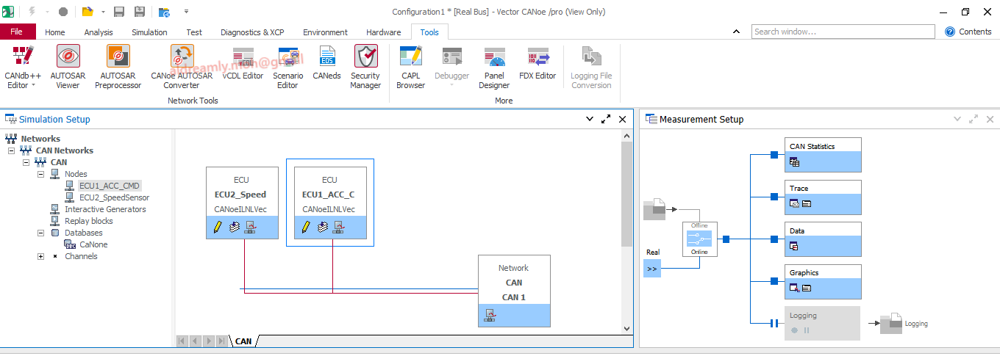 Configuration1 * [Real Bus] - Vector CANoe /pro (View Only)
File Home Analysis Simulation Test Diagnostics & XCP Environment Hardware Tools
Search window...
Contents
CANdb++ Editor
AUTOSAR Viewer
AUTOSAR Preprocessor
CANoe AUTOSAR Converter
vCDL Editor
Scenario Editor
CANeds
Security Manager
Network Tools
CAPL Browser
Debugger
Panel Designer
FDX Editor
More
Logging File Conversion
Simulation Setup
Networks
CAN Networks
CAN
Nodes
ECU1_ACC_CMD
ECU2_SpeedSensor
Interactive Generators
Replay blocks
Databases
DBC
CaNone
Channels
ECU
ECU2_Speed
CANoeILNLVec
ECU
ECU1_ACC_C
CANoeILNLVec
Network
CAN
CAN 1
CAN
Measurement Setup
Real
>>
Offline
Online
CAN Statistics
Trace
Data
Graphics
Logging
Logging